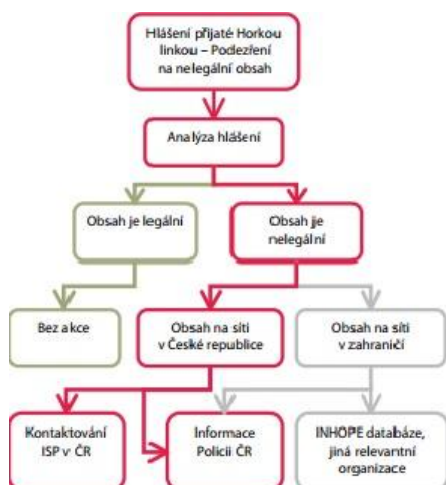 Hlášení přijaté Horkou
linkou – Podezření
na nelegální obsah
Analýza hlášení
Obsah je legální
Obsah jje
nelegální
Bez akce
Obsah na síti
v České republice
Obsah na síti
v zahraničí
Kontaktování
ISP v ČR
Informace
Policii ČR
INHOPE databáze,
jiná relevantní
organizace